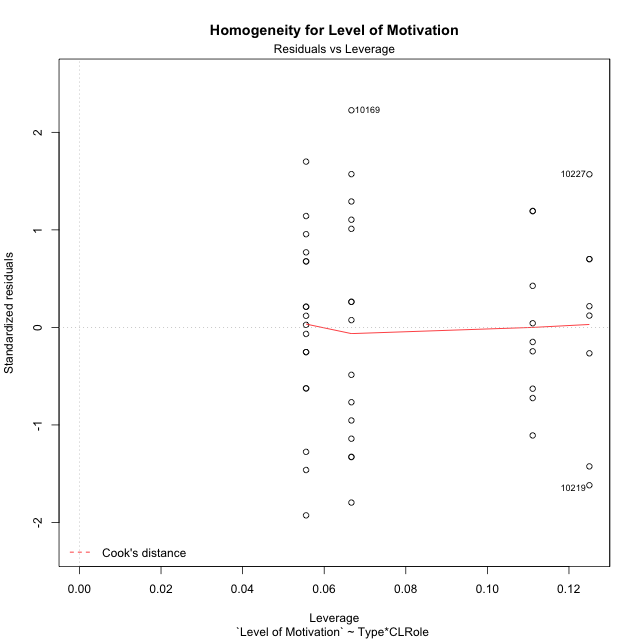 Homogeneity for Level of Motivation
Residuals vs Leverage
Standardized residuals
2
1
0
-1
-2
10169
10227
10219
Cook's distance
0.00 0.02 0.04 0.06 0.08 0.10 0.12
Leverage
`Level of Motivation` ~ Type*CLRole